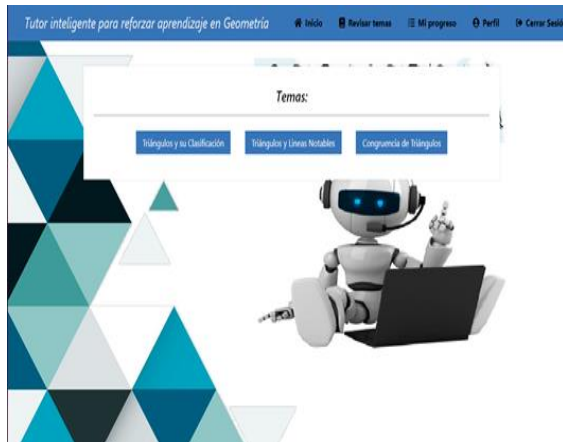 Tutor inteligente para reforzar aprendizaje en Geometría Inicio Revisar temas Mi progreso Perfil Cerrar Sesión
Temas:
Triángulos y su Clasificación Triángulos y Líneas Notables Congruencia de Triángulos